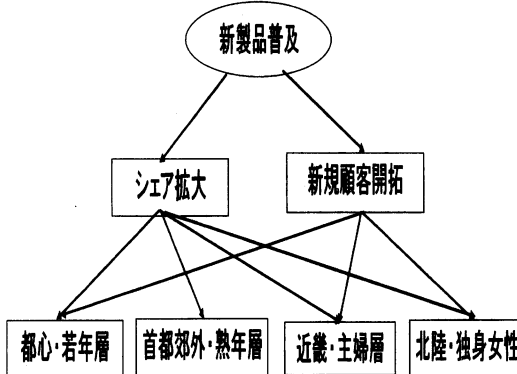 新製品普及
シェア拡大
新規顧客開拓
都心・若年層
首都郊外・熟年層
近畿・主婦層
北陸・独身女性